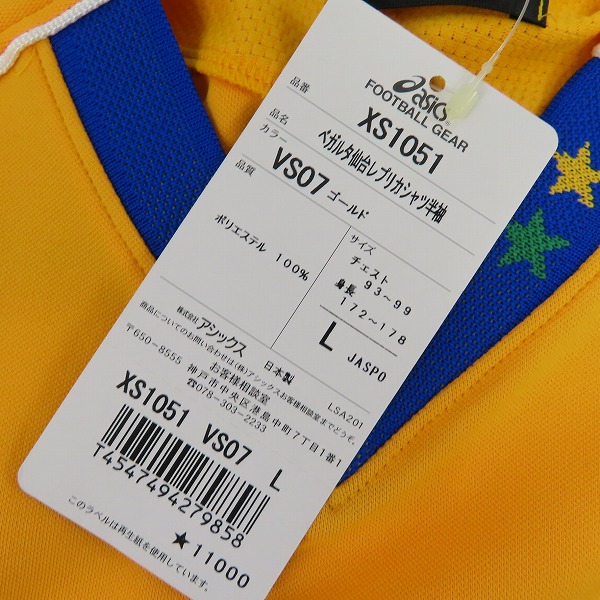 asics
FOOTBALL GEAR
品番
XS1051
品名
ベガルタ仙台レプリカシャツ半袖
カラー
VS07 ゴールド
品質
ポリエステル 100%
サイズ
チェスト
93~99
身長
172~178
L JASPO
株式会社アシックス 日本製 LSA201
商品についてのお問い合わせは(株)アシックスお客様相談室までどうぞ。
お客様相談室
〒650-8555 神戸市中央区港島中町7丁目1番1
☎078-303-2233
XS1051 VS07 L
T4547494279858
★11000
このラベルは再生紙を使用しています。